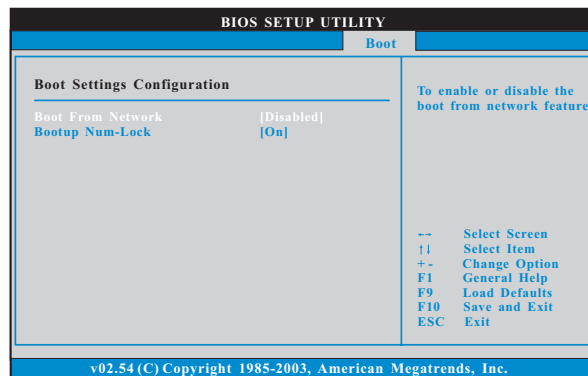 BIOS SETUP UTILITY
Boot
Boot Settings Configuration
Boot From Network [Disabled]
Bootup Num-Lock [On]
To enable or disable the
boot from network feature
←→ Select Screen
↑↓ Select Item
+ - Change Option
F1 General Help
F9 Load Defaults
F10 Save and Exit
ESC Exit
v02.54 (C) Copyright 1985-2003, American Megatrends, Inc.